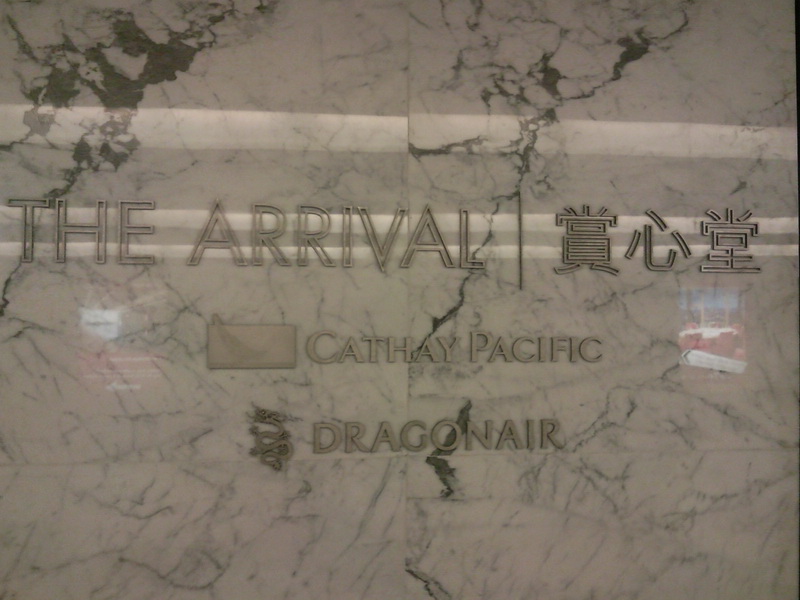 THE ARRIVAL | 賞心堂
CATHAY PACIFIC
DRAGONAIR